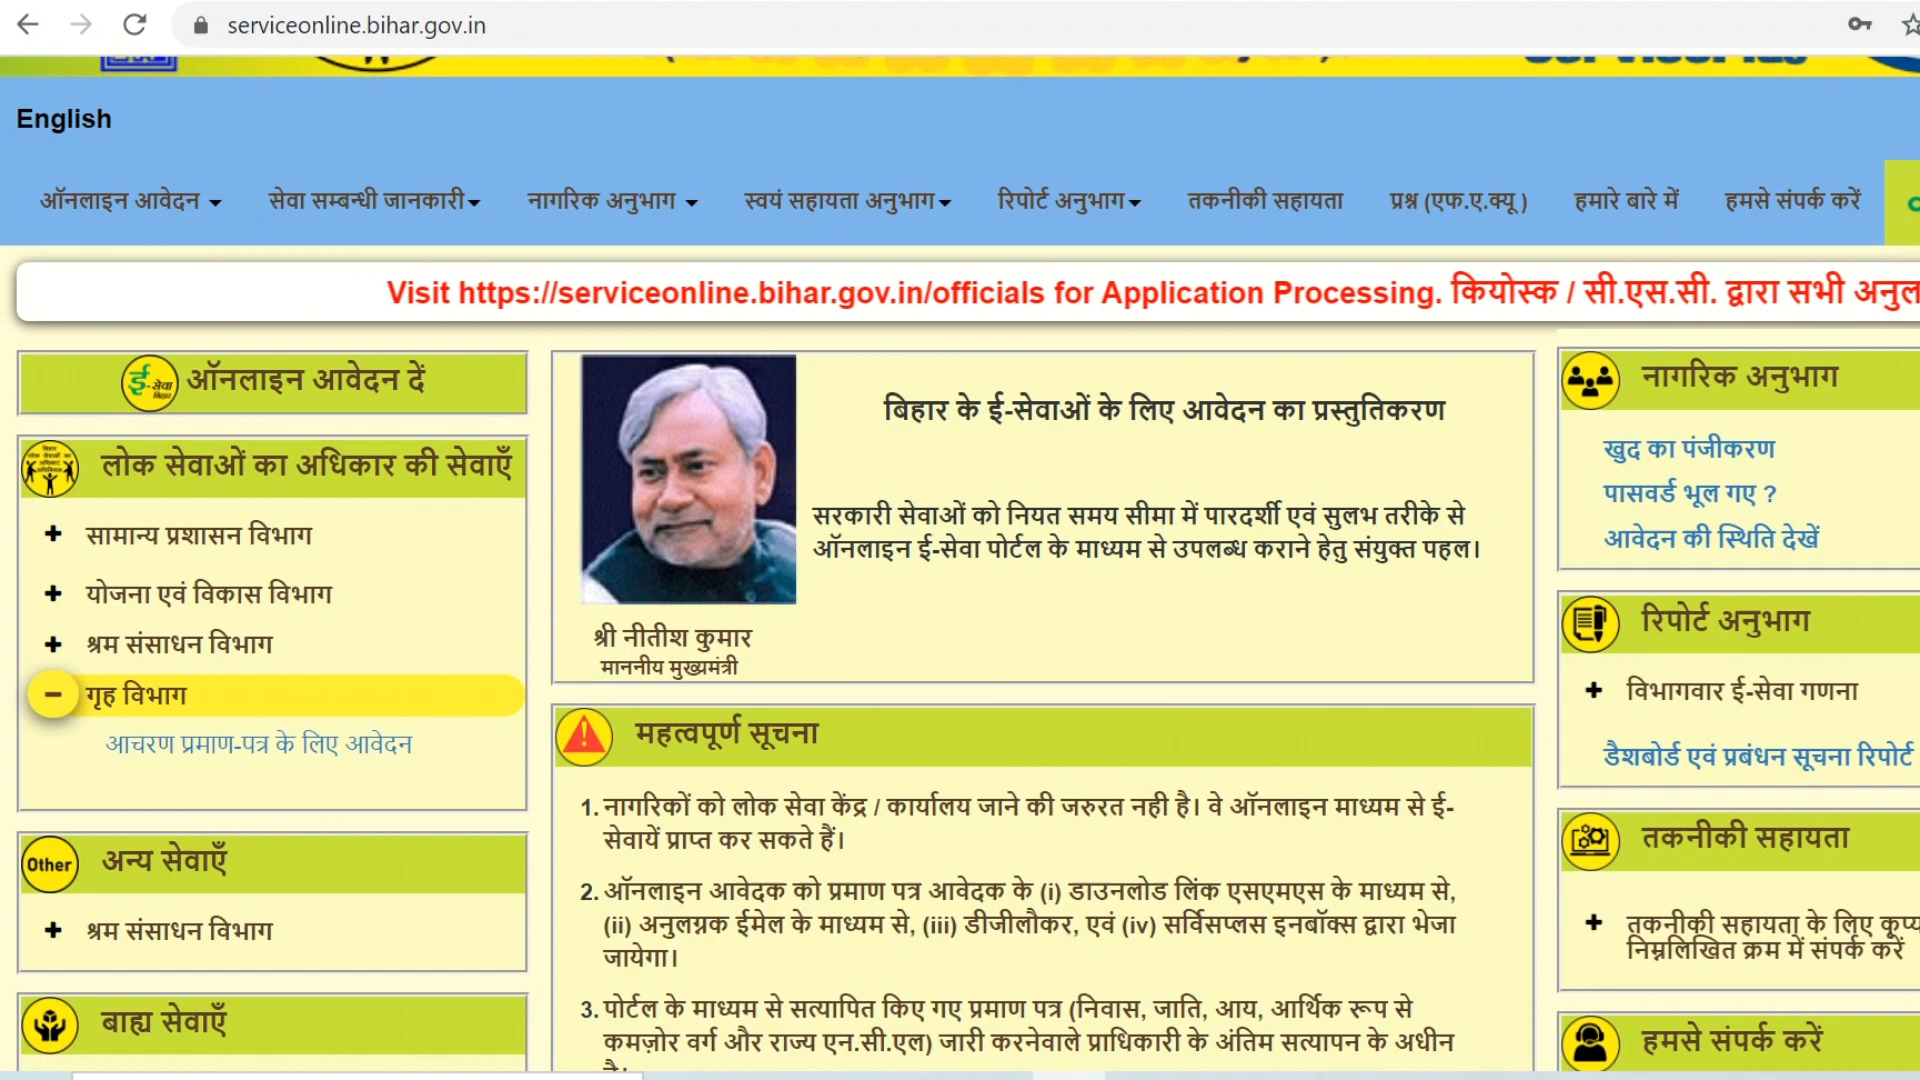 serviceonline.bihar.gov.in
English
ऑनलाइन आवेदन
सेवा सम्बन्धी जानकारी
नागरिक अनुभाग
स्वयं सहायता अनुभाग
रिपोर्ट अनुभाग
तकनीकी सहायता
प्रश्न (एफ.ए.क्यू )
हमारे बारे में
हमसे संपर्क करें
Visit https://serviceonline.bihar.gov.in/officials for Application Processing. कियोस्क / सी.एस.सी. द्वारा सभी
ई-सेवा बिहार
ऑनलाइन आवेदन दें
लोक सेवाओं का अधिकार की सेवाएँ
सामान्य प्रशासन विभाग
योजना एवं विकास विभाग
श्रम संसाधन विभाग
गृह विभाग
आचरण प्रमाण-पत्र के लिए आवेदन
Other
अन्य सेवाएँ
श्रम संसाधन विभाग
बाह्य सेवाएँ
बिहार के ई-सेवाओं के लिए आवेदन का प्रस्तुतिकरण
सरकारी सेवाओं को नियत समय सीमा में पारदर्शी एवं सुलभ तरीके से
ऑनलाइन ई-सेवा पोर्टल के माध्यम से उपलब्ध कराने हेतु संयुक्त पहल।
श्री नीतीश कुमार
माननीय मुख्यमंत्री
महत्वपूर्ण सूचना
1. नागरिकों को लोक सेवा केंद्र / कार्यालय जाने की जरुरत नही है। वे ऑनलाइन माध्यम से ई-
सेवायें प्राप्त कर सकते हैं।
2. ऑनलाइन आवेदक को प्रमाण पत्र आवेदक के (i) डाउनलोड लिंक एसएमएस के माध्यम से,
(ii) अनुलग्नक ईमेल के माध्यम से, (iii) डीजीलौकर, एवं (iv) सर्विसप्लस इनबॉक्स द्वारा भेजा
जायेगा।
3. पोर्टल के माध्यम से सत्यापित किए गए प्रमाण पत्र (निवास, जाति, आय, आर्थिक रूप से
कमज़ोर वर्ग और राज्य एन.सी.एल) जारी करनेवाले प्राधिकारी के अंतिम सत्यापन के अधीन
नागरिक अनुभाग
खुद का पंजीकरण
पासवर्ड भूल गए ?
आवेदन की स्थिति देखें
रिपोर्ट अनुभाग
विभागवार ई-सेवा गणना
डैशबोर्ड एवं प्रबंधन सूचना रिपोर्ट
तकनीकी सहायता
तकनीकी सहायता के लिए
निम्नलिखित क्रम में संपर्क करें
हमसे संपर्क करें